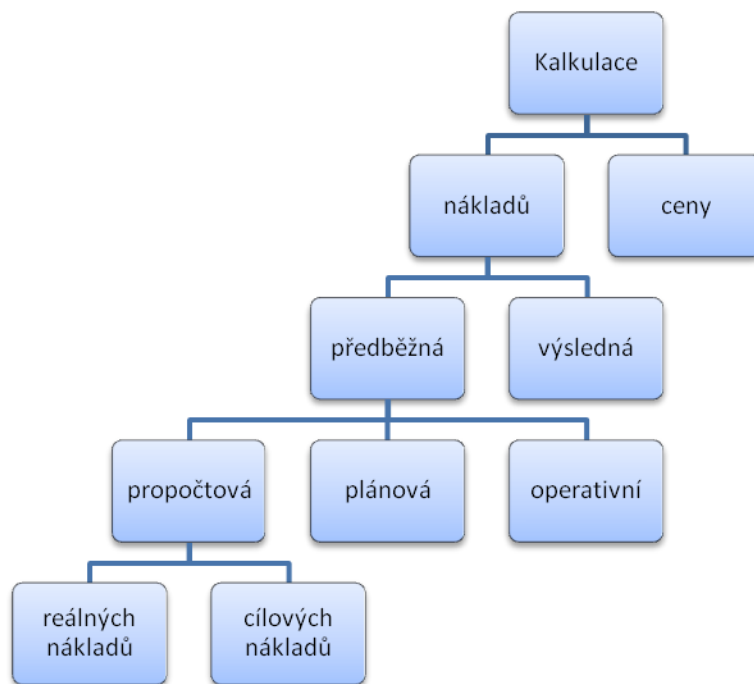 Kalkulace
nákladů
ceny
předběžná
výsledná
propočtová
plánová
operativní
reálných
nákladů
cílových
nákladů